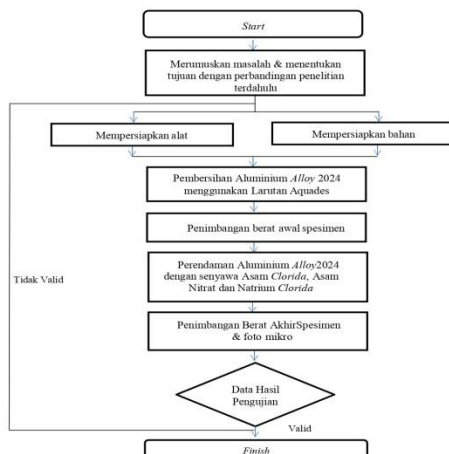 Start
Merumuskan masalah & menentukan
tujuan dengan perbandingan penelitian
terdahulu
Mempersiapkan alat
Mempersiapkan bahan
Pembersihan Aluminium Alloy 2024
menggunakan Larutan Aquades
Penimbangan berat awal spesimen
Tidak Valid
Perendaman Aluminium Alloy2024
dengan senyawa Asam Clorida, Asam
Nitrat dan Natrium Clorida
Penimbangan Berat AkhirSpesimen
& foto mikro
Data Hasil
Pengujian
Valid
Finish